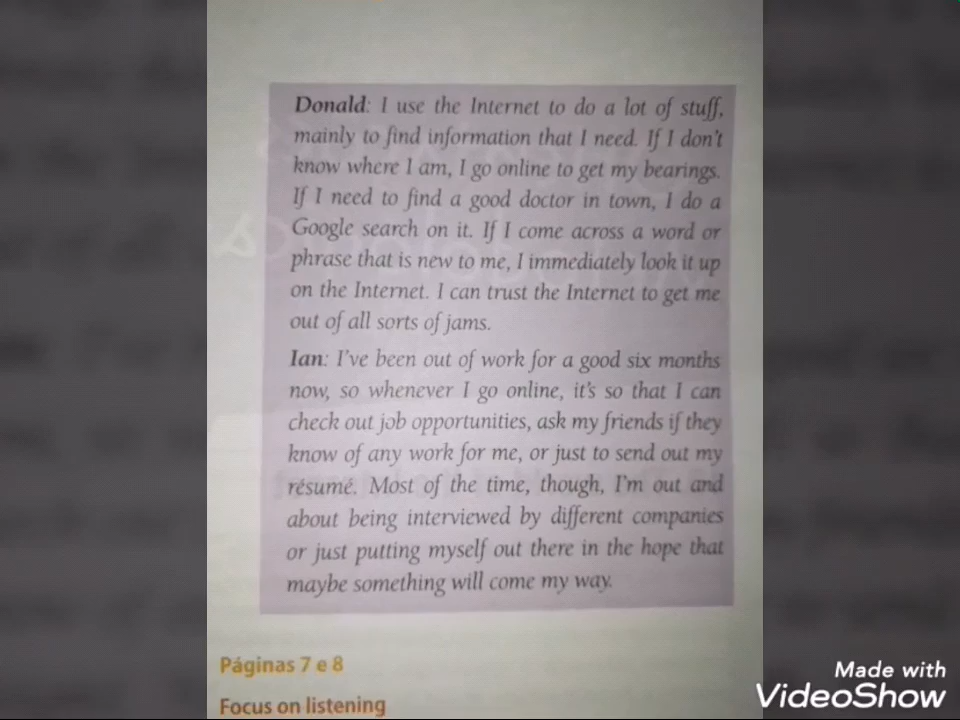 Donald: I use the Internet to do a lot of stuff,
mainly to find information that I need. If I don't
know where I am, I go online to get my bearings.
If I need to find a good doctor in town, I do a
Google search on it. If I come across a word or
phrase that is new to me, I immediately look it up
on the Internet. I can trust the Internet to get me
out of all sorts of jams.
Ian: I've been out of work for a good six months
now, so whenever I go online, it's so that I can
check out job opportunities, ask my friends if they
know of any work for me, or just to send out my
résumé. Most of the time, though, I'm out and
about being interviewed by different companies
or just putting myself out there in the hope that
maybe something will come my way.
Páginas 7 e 8
Focus on listening
Made with
VideoShow